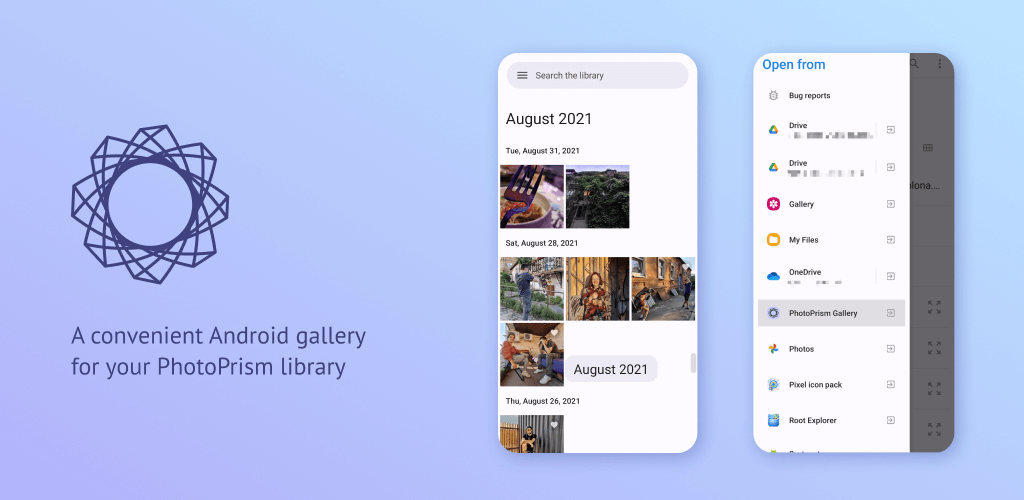 A convenient Android gallery
for your PhotoPrism library
Search the library
August 2021
Tue, August 31, 2021
Sat, August 28, 2021
August 2021
Thu, August 26, 2021
Open from
Bug reports
Drive
Drive
Gallery
My Files
OneDrive
PhotoPrism Gallery
Photos
Pixel icon pack
Root Explorer
lona...